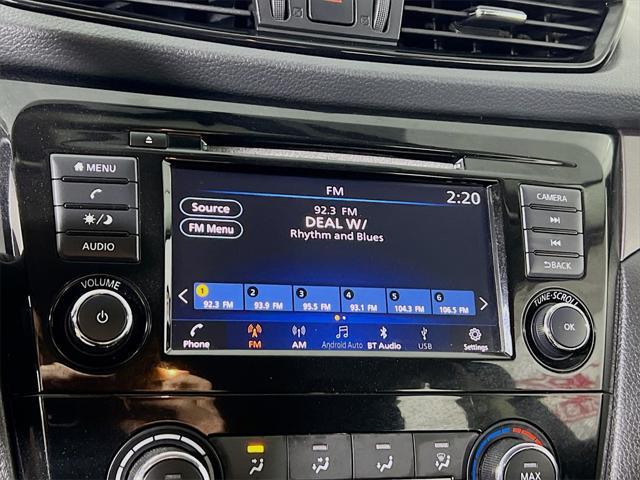 FM
2:20
92.3 FM
DEAL W/
Rhythm and Blues
Source
FM Menu
1 2 3 4 5 6
92.3 FM 93.9 FM 95.5 FM 93.1 FM 104.3 FM 106.5 FM
Phone FM AM Android Auto BT Audio USB Settings
MENU
AUDIO
VOLUME
CAMERA
BACK
TUNE·SCROLL
OK
MAX